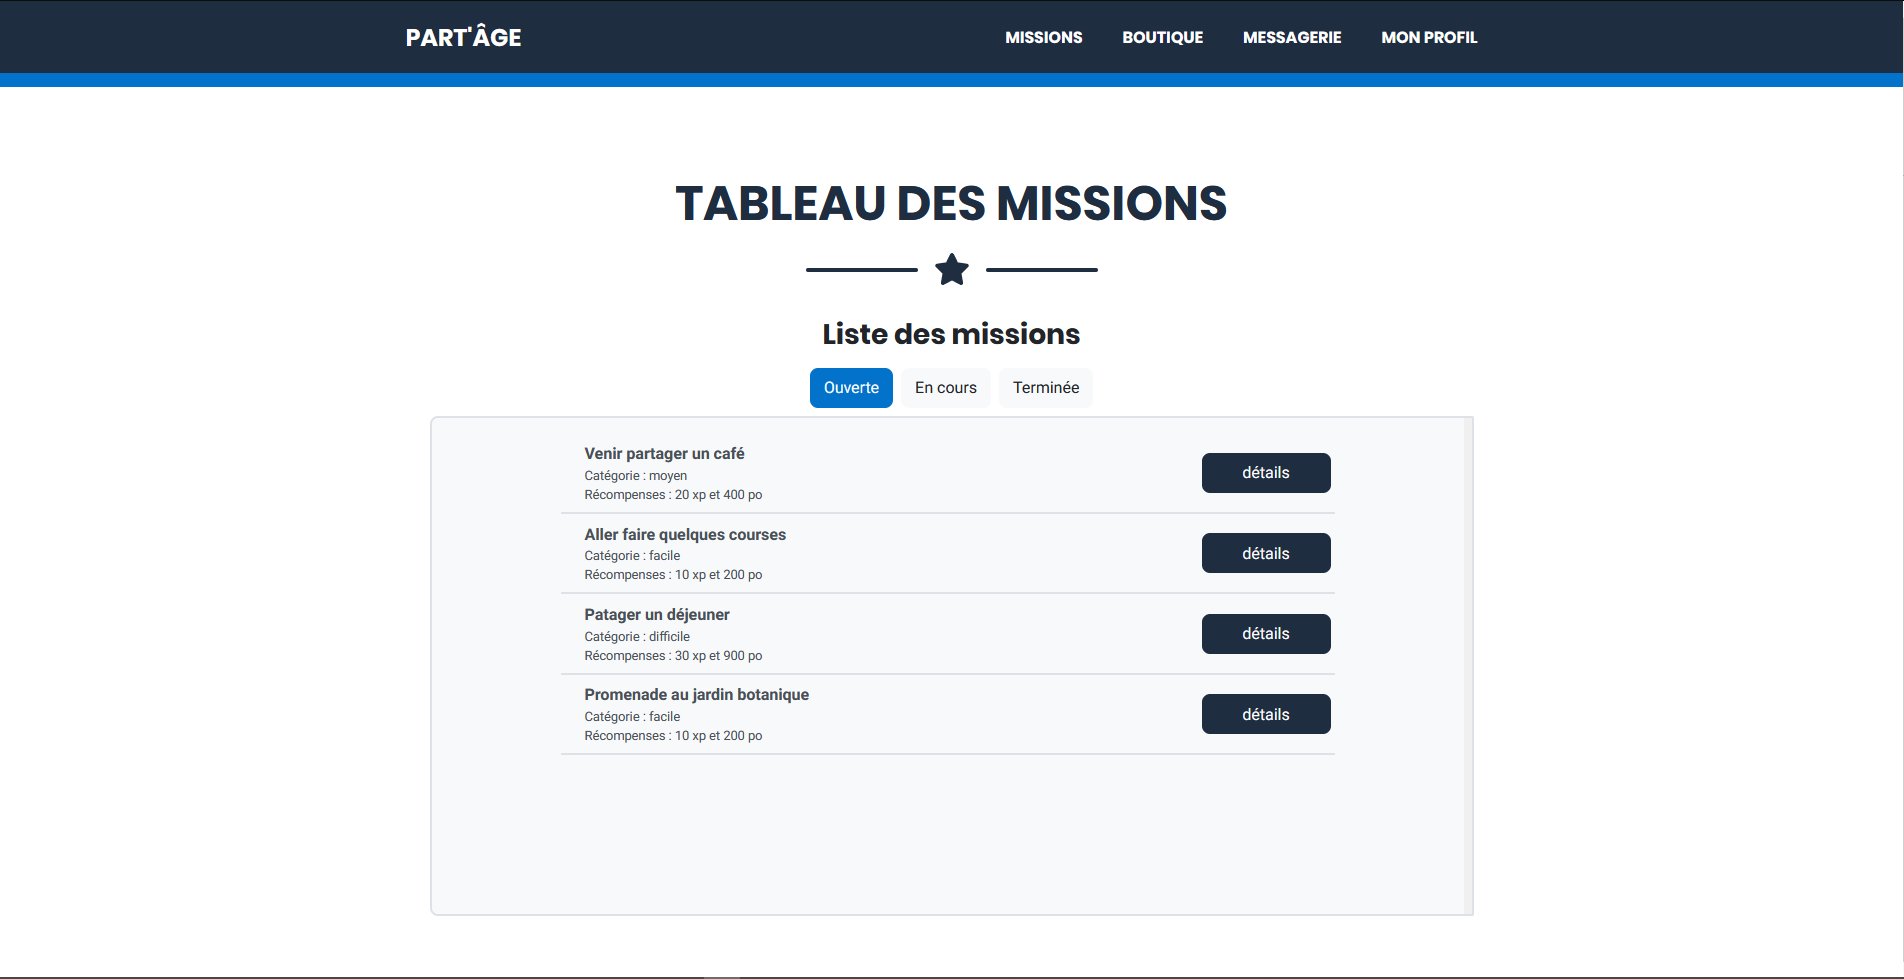 PART'ÂGE
MISSIONS BOUTIQUE MESSAGERIE MON PROFIL
TABLEAU DES MISSIONS
Liste des missions
Ouverte En cours Terminée
Venir partager un café
Catégorie : moyen
Récompenses : 20 xp et 400 po
détails
Aller faire quelques courses
Catégorie : facile
Récompenses : 10 xp et 200 po
détails
Patager un déjeuner
Catégorie : difficile
Récompenses : 30 xp et 900 po
détails
Promenade au jardin botanique
Catégorie : facile
Récompenses : 10 xp et 200 po
détails